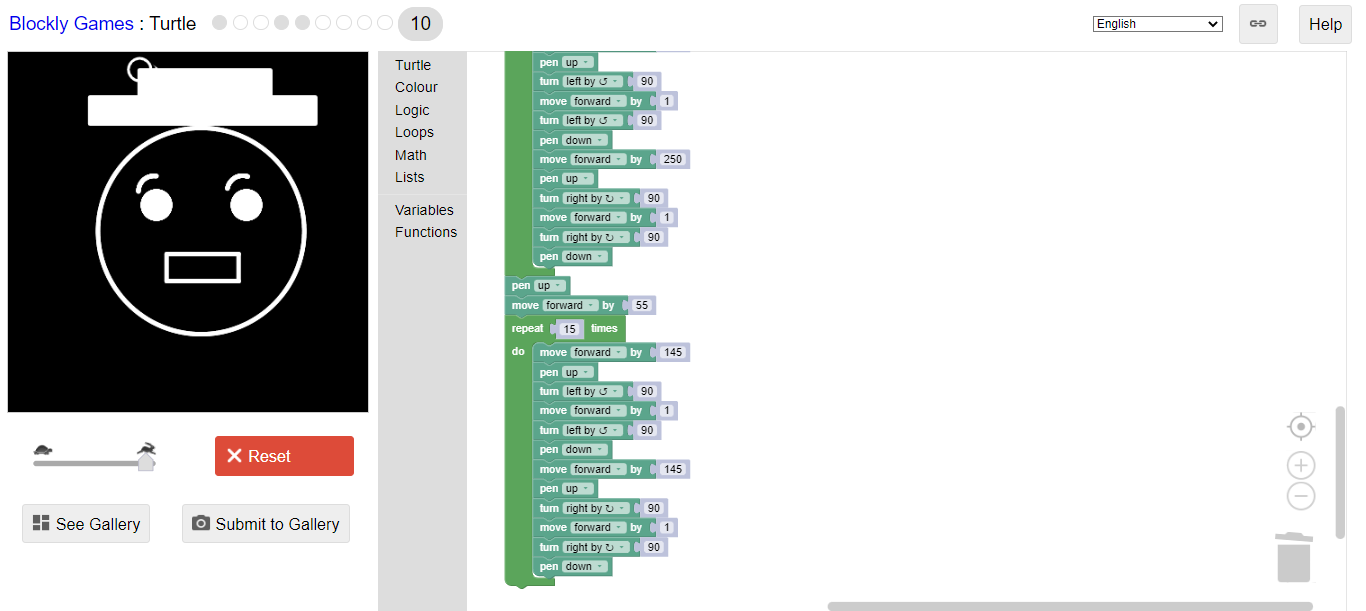 Blockly Games : Turtle
10
English
Help
Turtle
Colour
Logic
Loops
Math
Lists
Variables
Functions
pen up
turn left by ↺ 90
move forward by 1
turn left by ↺ 90
pen down
move forward by 250
pen up
turn right by ↻ 90
move forward by 1
turn right by ↻ 90
pen down
pen up
move forward by 55
repeat 15 times
do move forward by 145
pen up
turn left by ↺ 90
move forward by 1
turn left by ↺ 90
pen down
move forward by 145
pen up
turn right by ↻ 90
move forward by 1
turn right by ↻ 90
pen down
Reset
See Gallery
Submit to Gallery